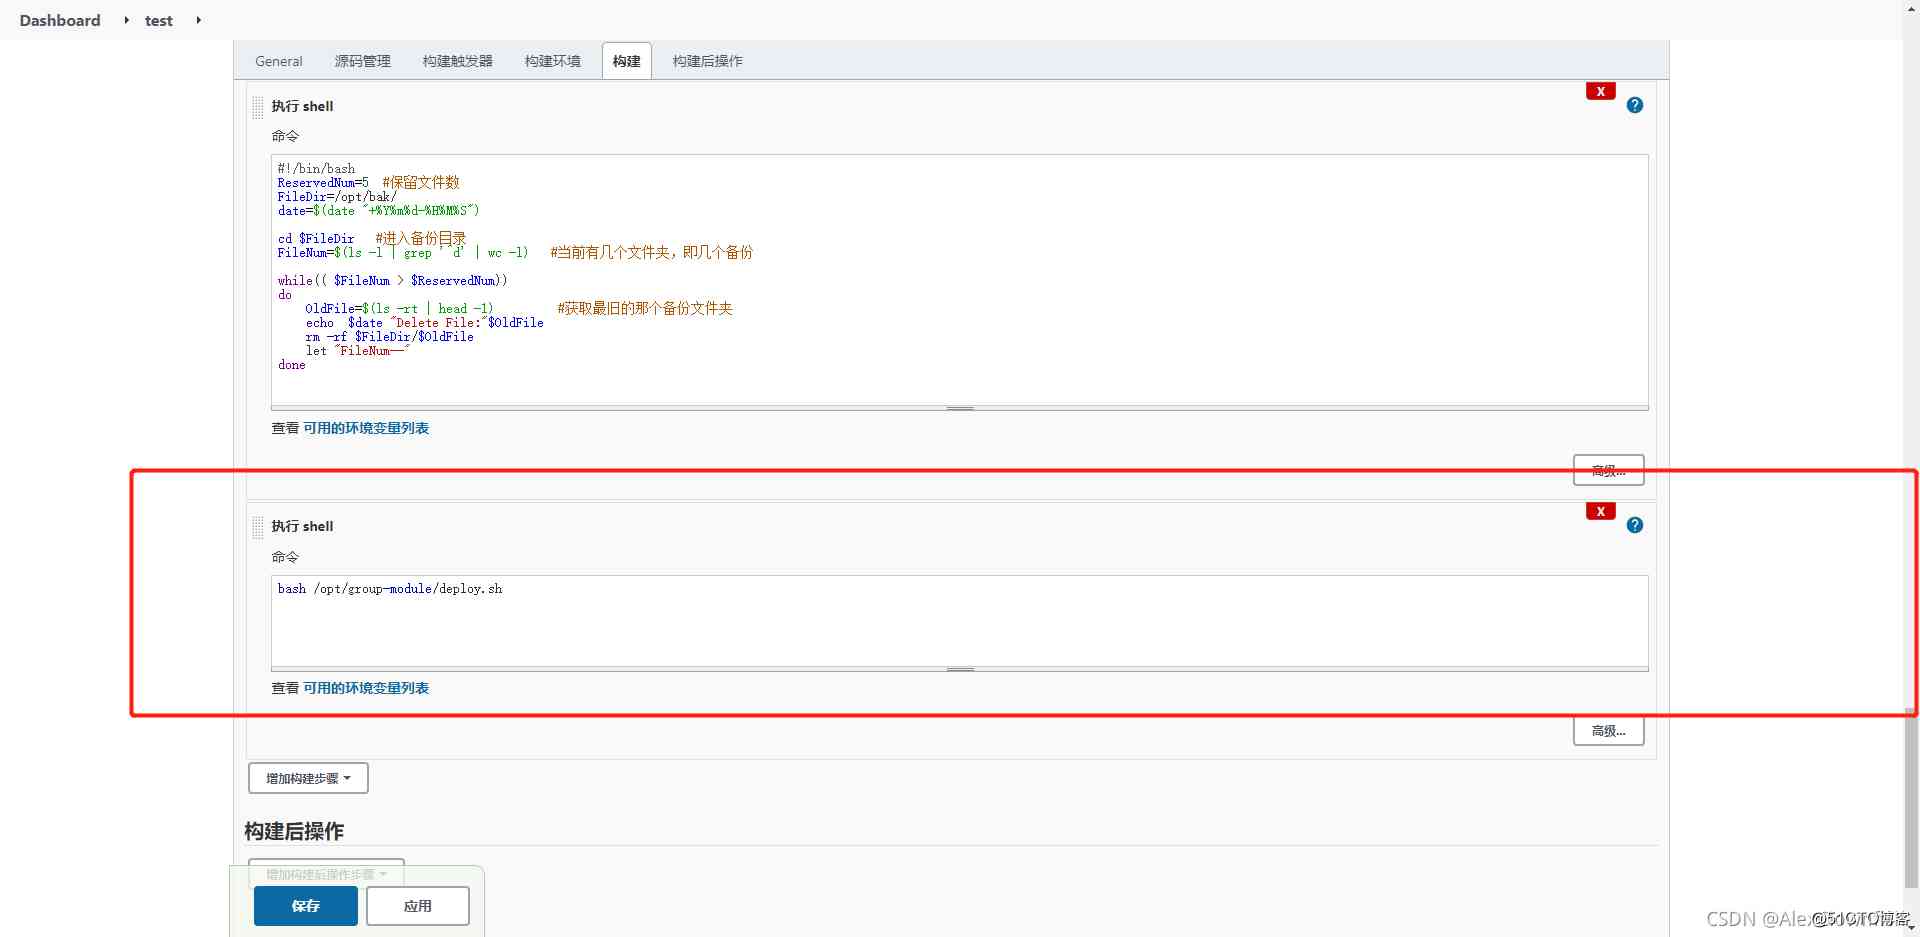 Dashboard
test
General 源码管理 构建触发器 构建环境 构建 构建后操作
执行 shell
X
?
命令
#!/bin/bash
ReservedNum=5  #保留文件数
FileDir=/opt/bak/
date=$(date "+%Y%m%d-%H%M%S")
cd $FileDir   #进入备份目录
FileNum=$(ls -l | grep '^d' | wc -l)   #当前有几个文件夹，即几个备份
while(( $FileNum > $ReservedNum))
do
    OldFile=$(ls -rt | head -1)         #获取最旧的那个备份文件夹
    echo  $date "Delete File:"$OldFile
    rm -rf $FileDir/$OldFile
    let "FileNum--"
done
查看 可用的环境变量列表
高级...
执行 shell
X
?
命令
bash /opt/group-module/deploy.sh
查看 可用的环境变量列表
高级...
增加构建步骤
构建后操作
增加构建后操作步骤
保存 应用
CSDN @Alex
@51CTO博客